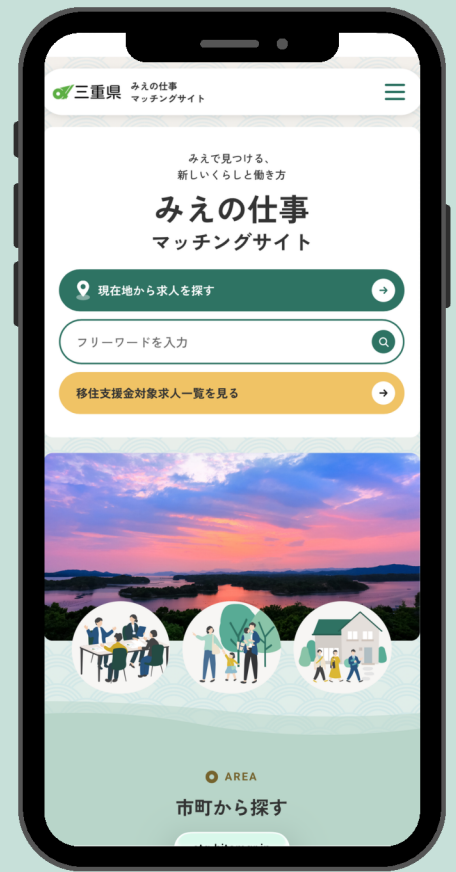 三重県
みえの仕事
マッチングサイト
みえで見つける、
新しいくらしと働き方
みえの仕事
マッチングサイト
現在地から求人を探す
フリーワードを入力
移住支援金対象求人一覧を見る
AREA
市町から探す